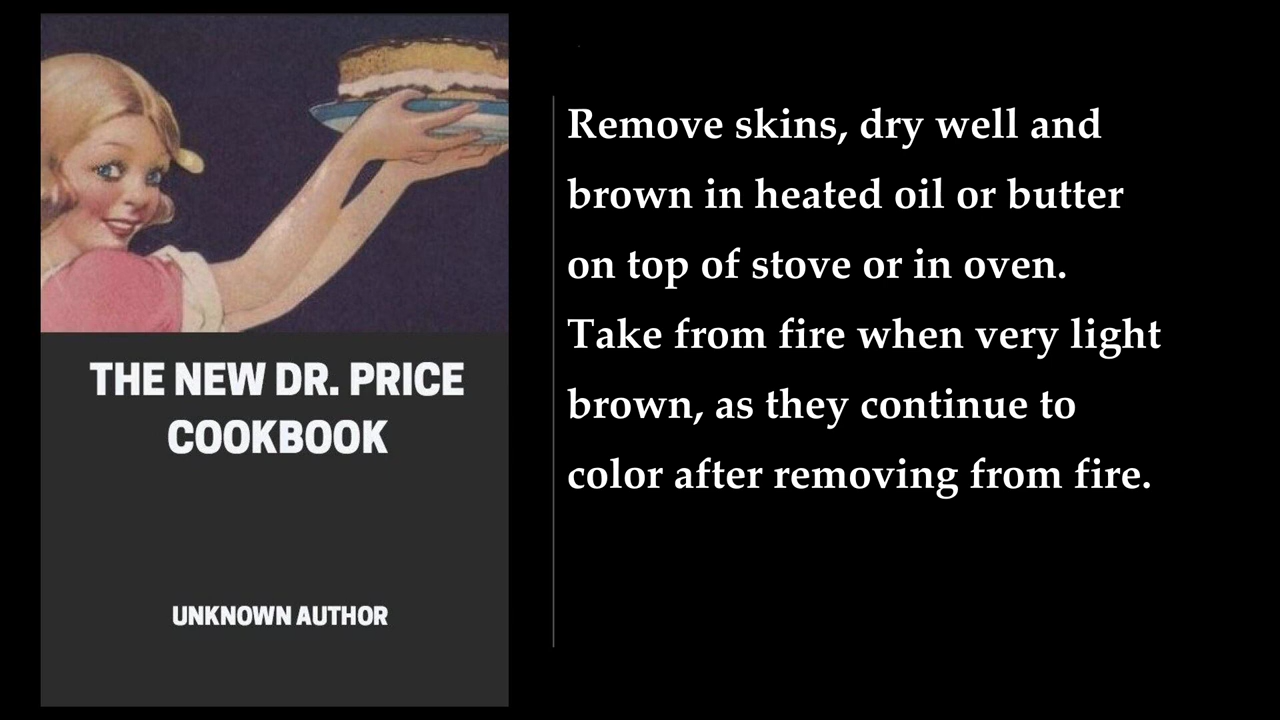 THE NEW DR. PRICE
COOKBOOK
UNKNOWN AUTHOR
Remove skins, dry well and
brown in heated oil or butter
on top of stove or in oven.
Take from fire when very light
brown, as they continue to
color after removing from fire.